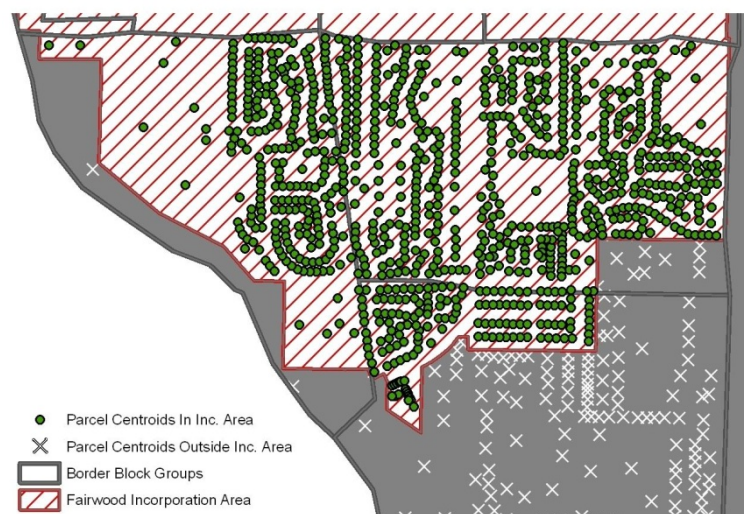 Parcel Centroids In Inc. Area
Parcel Centroids Outside Inc. Area
Border Block Groups
Fairwood Incorporation Area